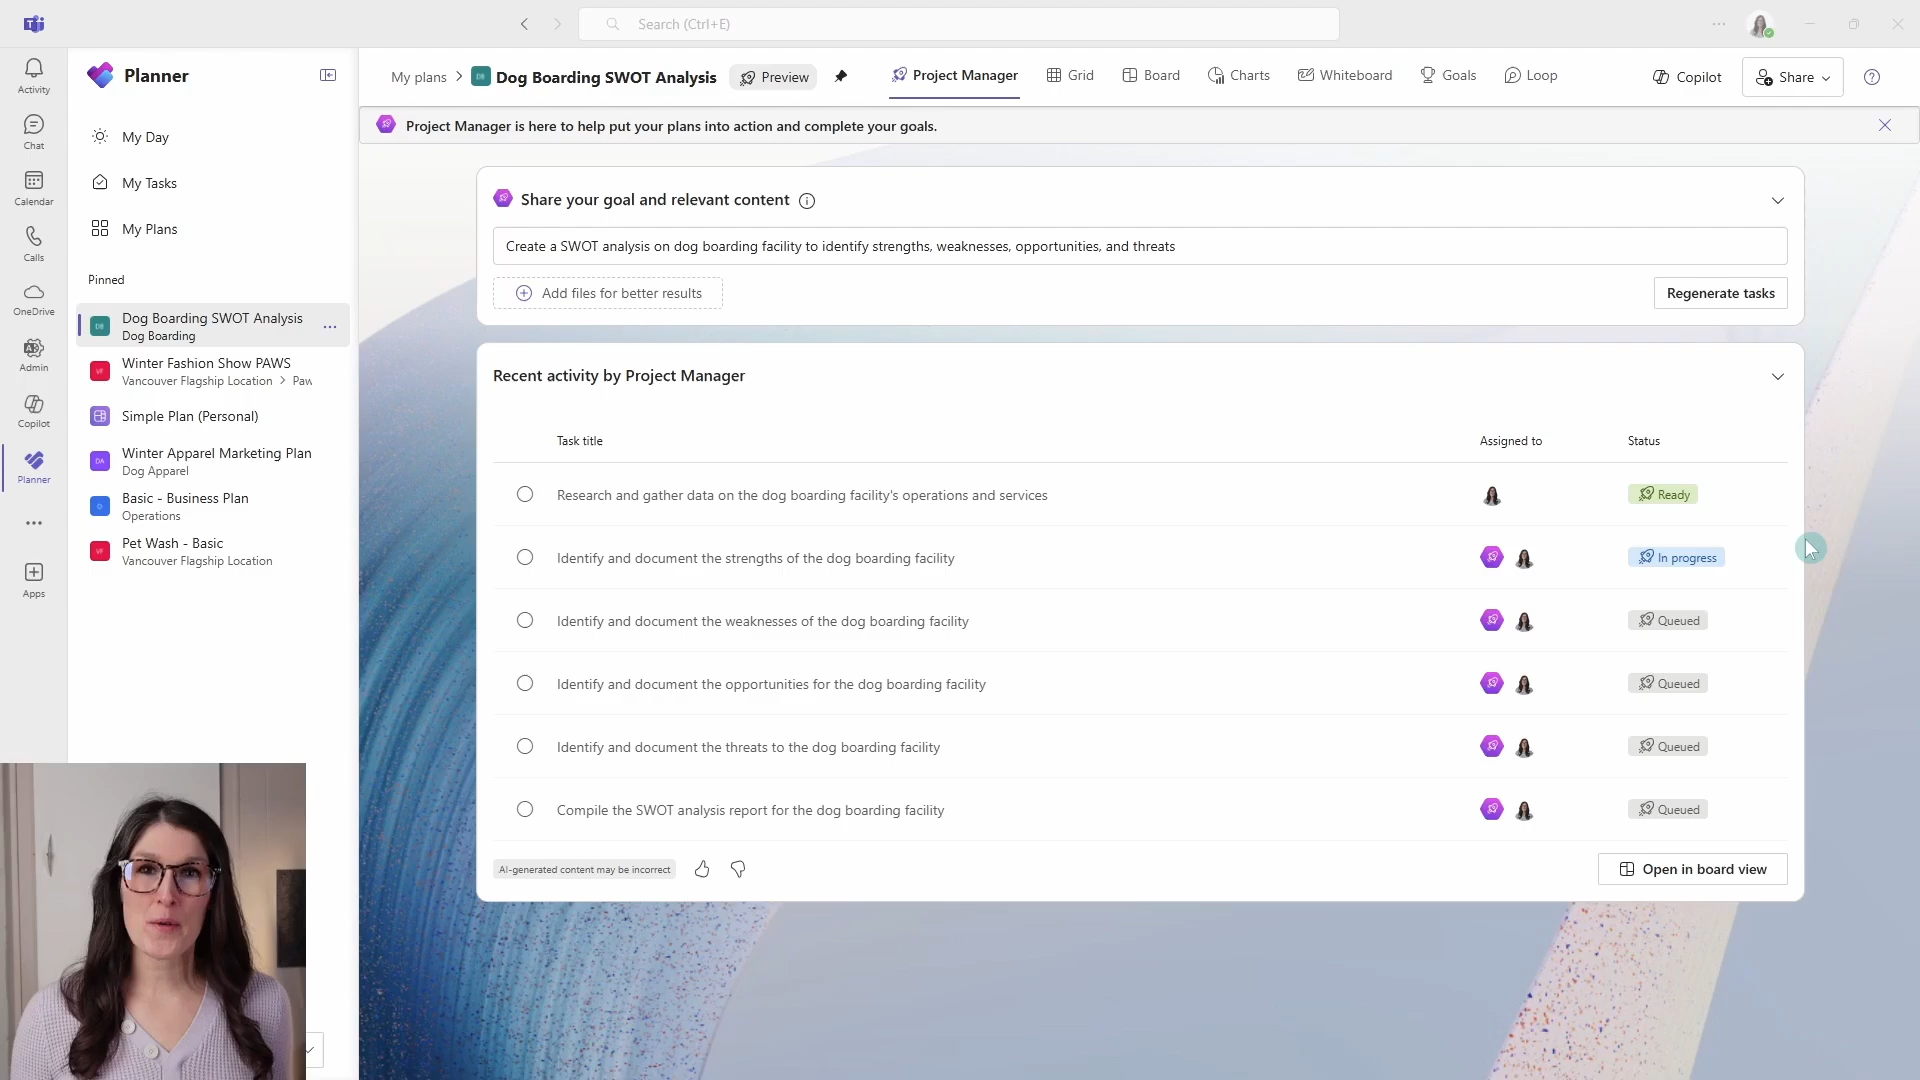 Search (Ctrl+E)
Activity
Chat
Calendar
Calls
OneDrive
Admin
Copilot
Planner
Apps
Planner
My Day
My Tasks
My Plans
Pinned
DB
Dog Boarding SWOT Analysis
Dog Boarding
VF
Winter Fashion Show PAWS
Vancouver Flagship Location > Paw
Simple Plan (Personal)
DA
Winter Apparel Marketing Plan
Dog Apparel
Basic - Business Plan
Operations
VF
Pet Wash - Basic
Vancouver Flagship Location
My plans > DB Dog Boarding SWOT Analysis Preview
Project Manager Grid Board Charts Whiteboard Goals Loop
Copilot Share
Project Manager is here to help put your plans into action and complete your goals.
Share your goal and relevant content
Create a SWOT analysis on dog boarding facility to identify strengths, weaknesses, opportunities, and threats
Add files for better results
Regenerate tasks
Recent activity by Project Manager
Task title Assigned to Status
Research and gather data on the dog boarding facility's operations and services Ready
Identify and document the strengths of the dog boarding facility In progress
Identify and document the weaknesses of the dog boarding facility Queued
Identify and document the opportunities for the dog boarding facility Queued
Identify and document the threats to the dog boarding facility Queued
Compile the SWOT analysis report for the dog boarding facility Queued
AI-generated content may be incorrect
Open in board view